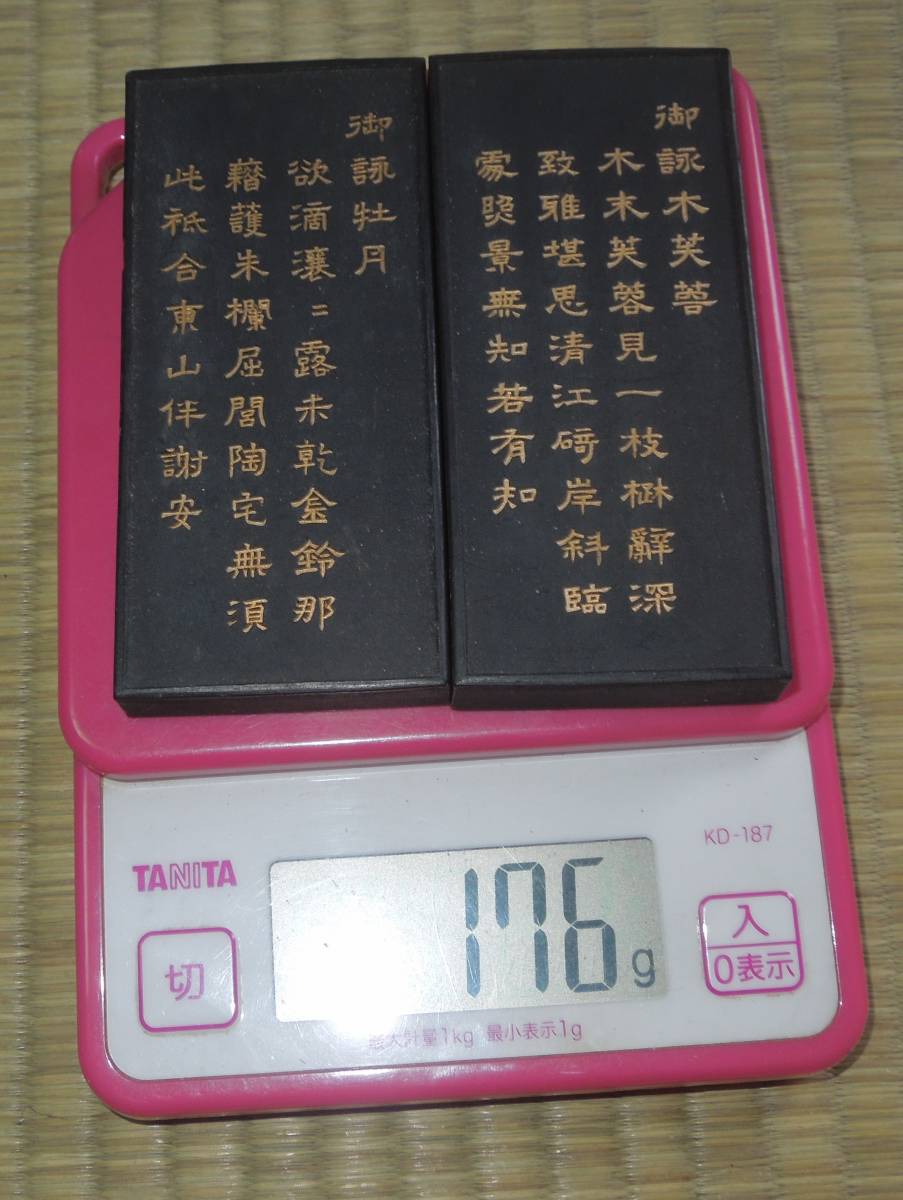 御詠木芙蓉
木末芙蓉見一枝楚辭深
致雅堪思清江碕岸斜臨
處照景無知若有知
御詠牡丹
欲滴瀼〻露未乾金鈴那
藉護朱欄屈閭陶宅無須
此祇合東山伴謝安
KD-187
TANITA
176g
切
入
0表示
最大計量1kg 最小表示1g